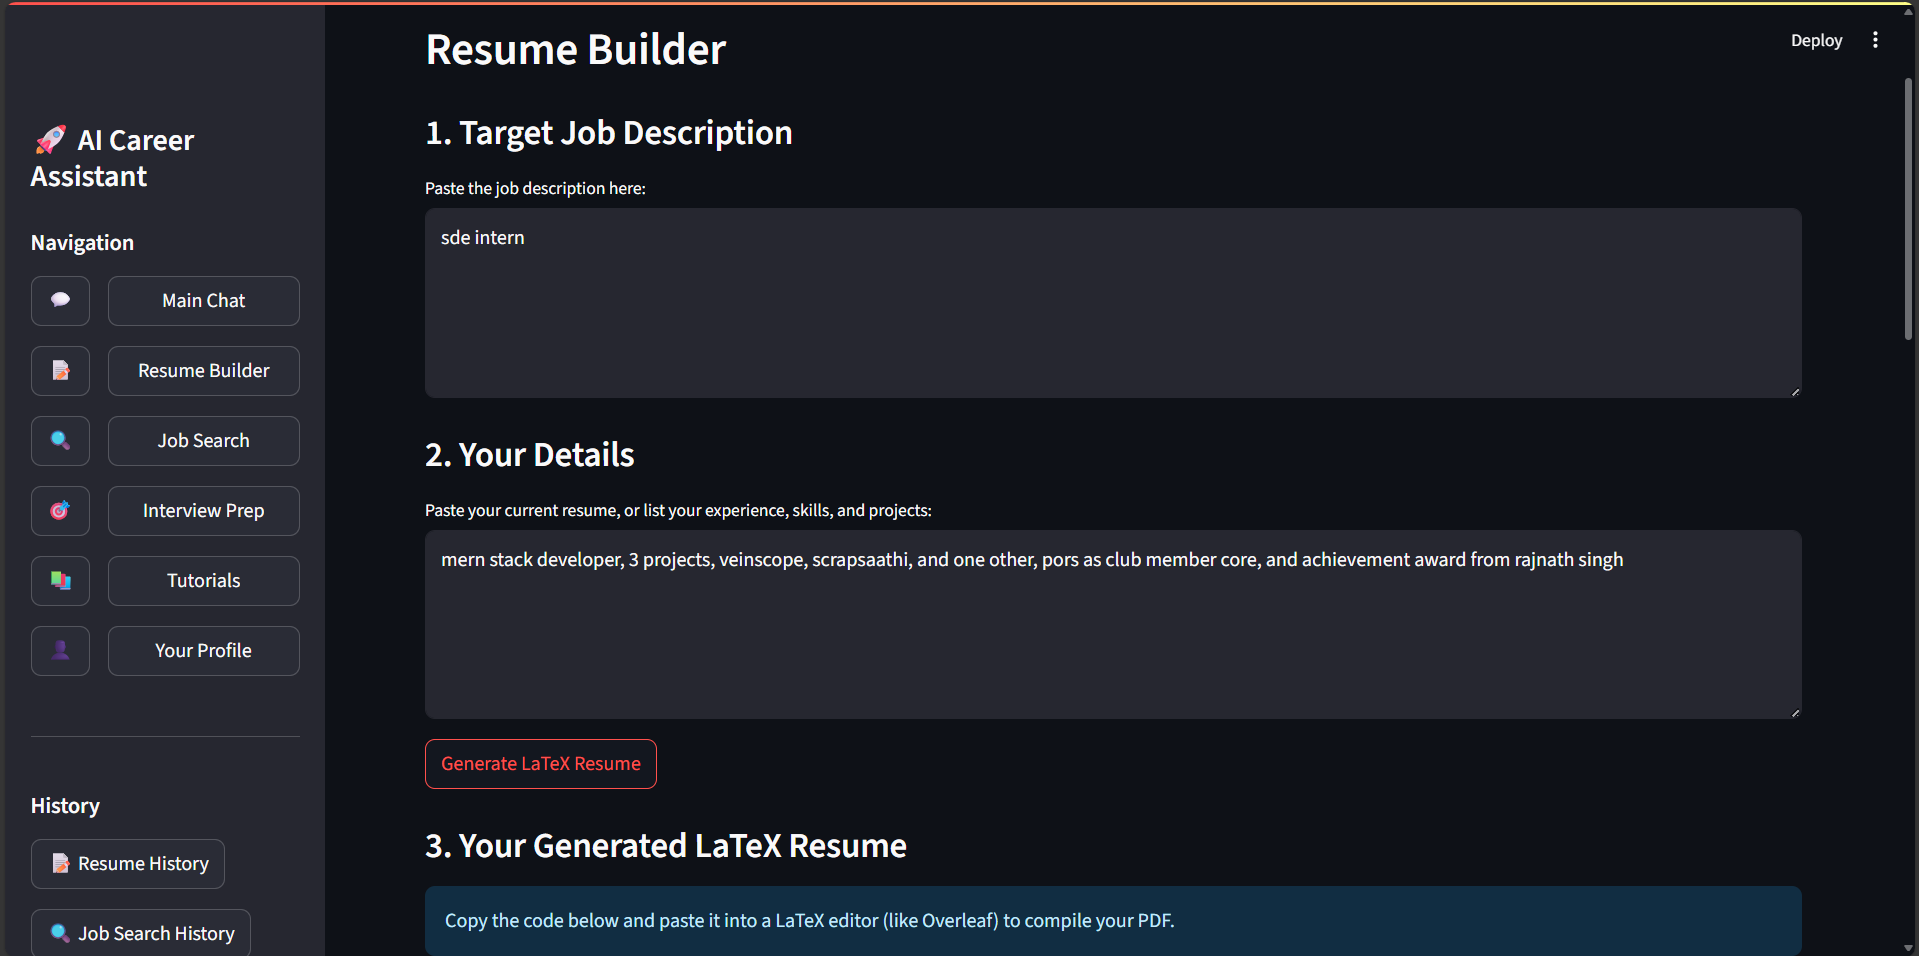 Deploy
🚀 AI Career
Assistant
Navigation
Main Chat
Resume Builder
Job Search
Interview Prep
Tutorials
Your Profile
History
Resume History
Job Search History
Resume Builder
1. Target Job Description
Paste the job description here:
sde intern
2. Your Details
Paste your current resume, or list your experience, skills, and projects:
mern stack developer, 3 projects, veinscope, scrapsaathi, and one other, pors as club member core, and achievement award from rajnath singh
Generate LaTeX Resume
3. Your Generated LaTeX Resume
Copy the code below and paste it into a LaTeX editor (like Overleaf) to compile your PDF.